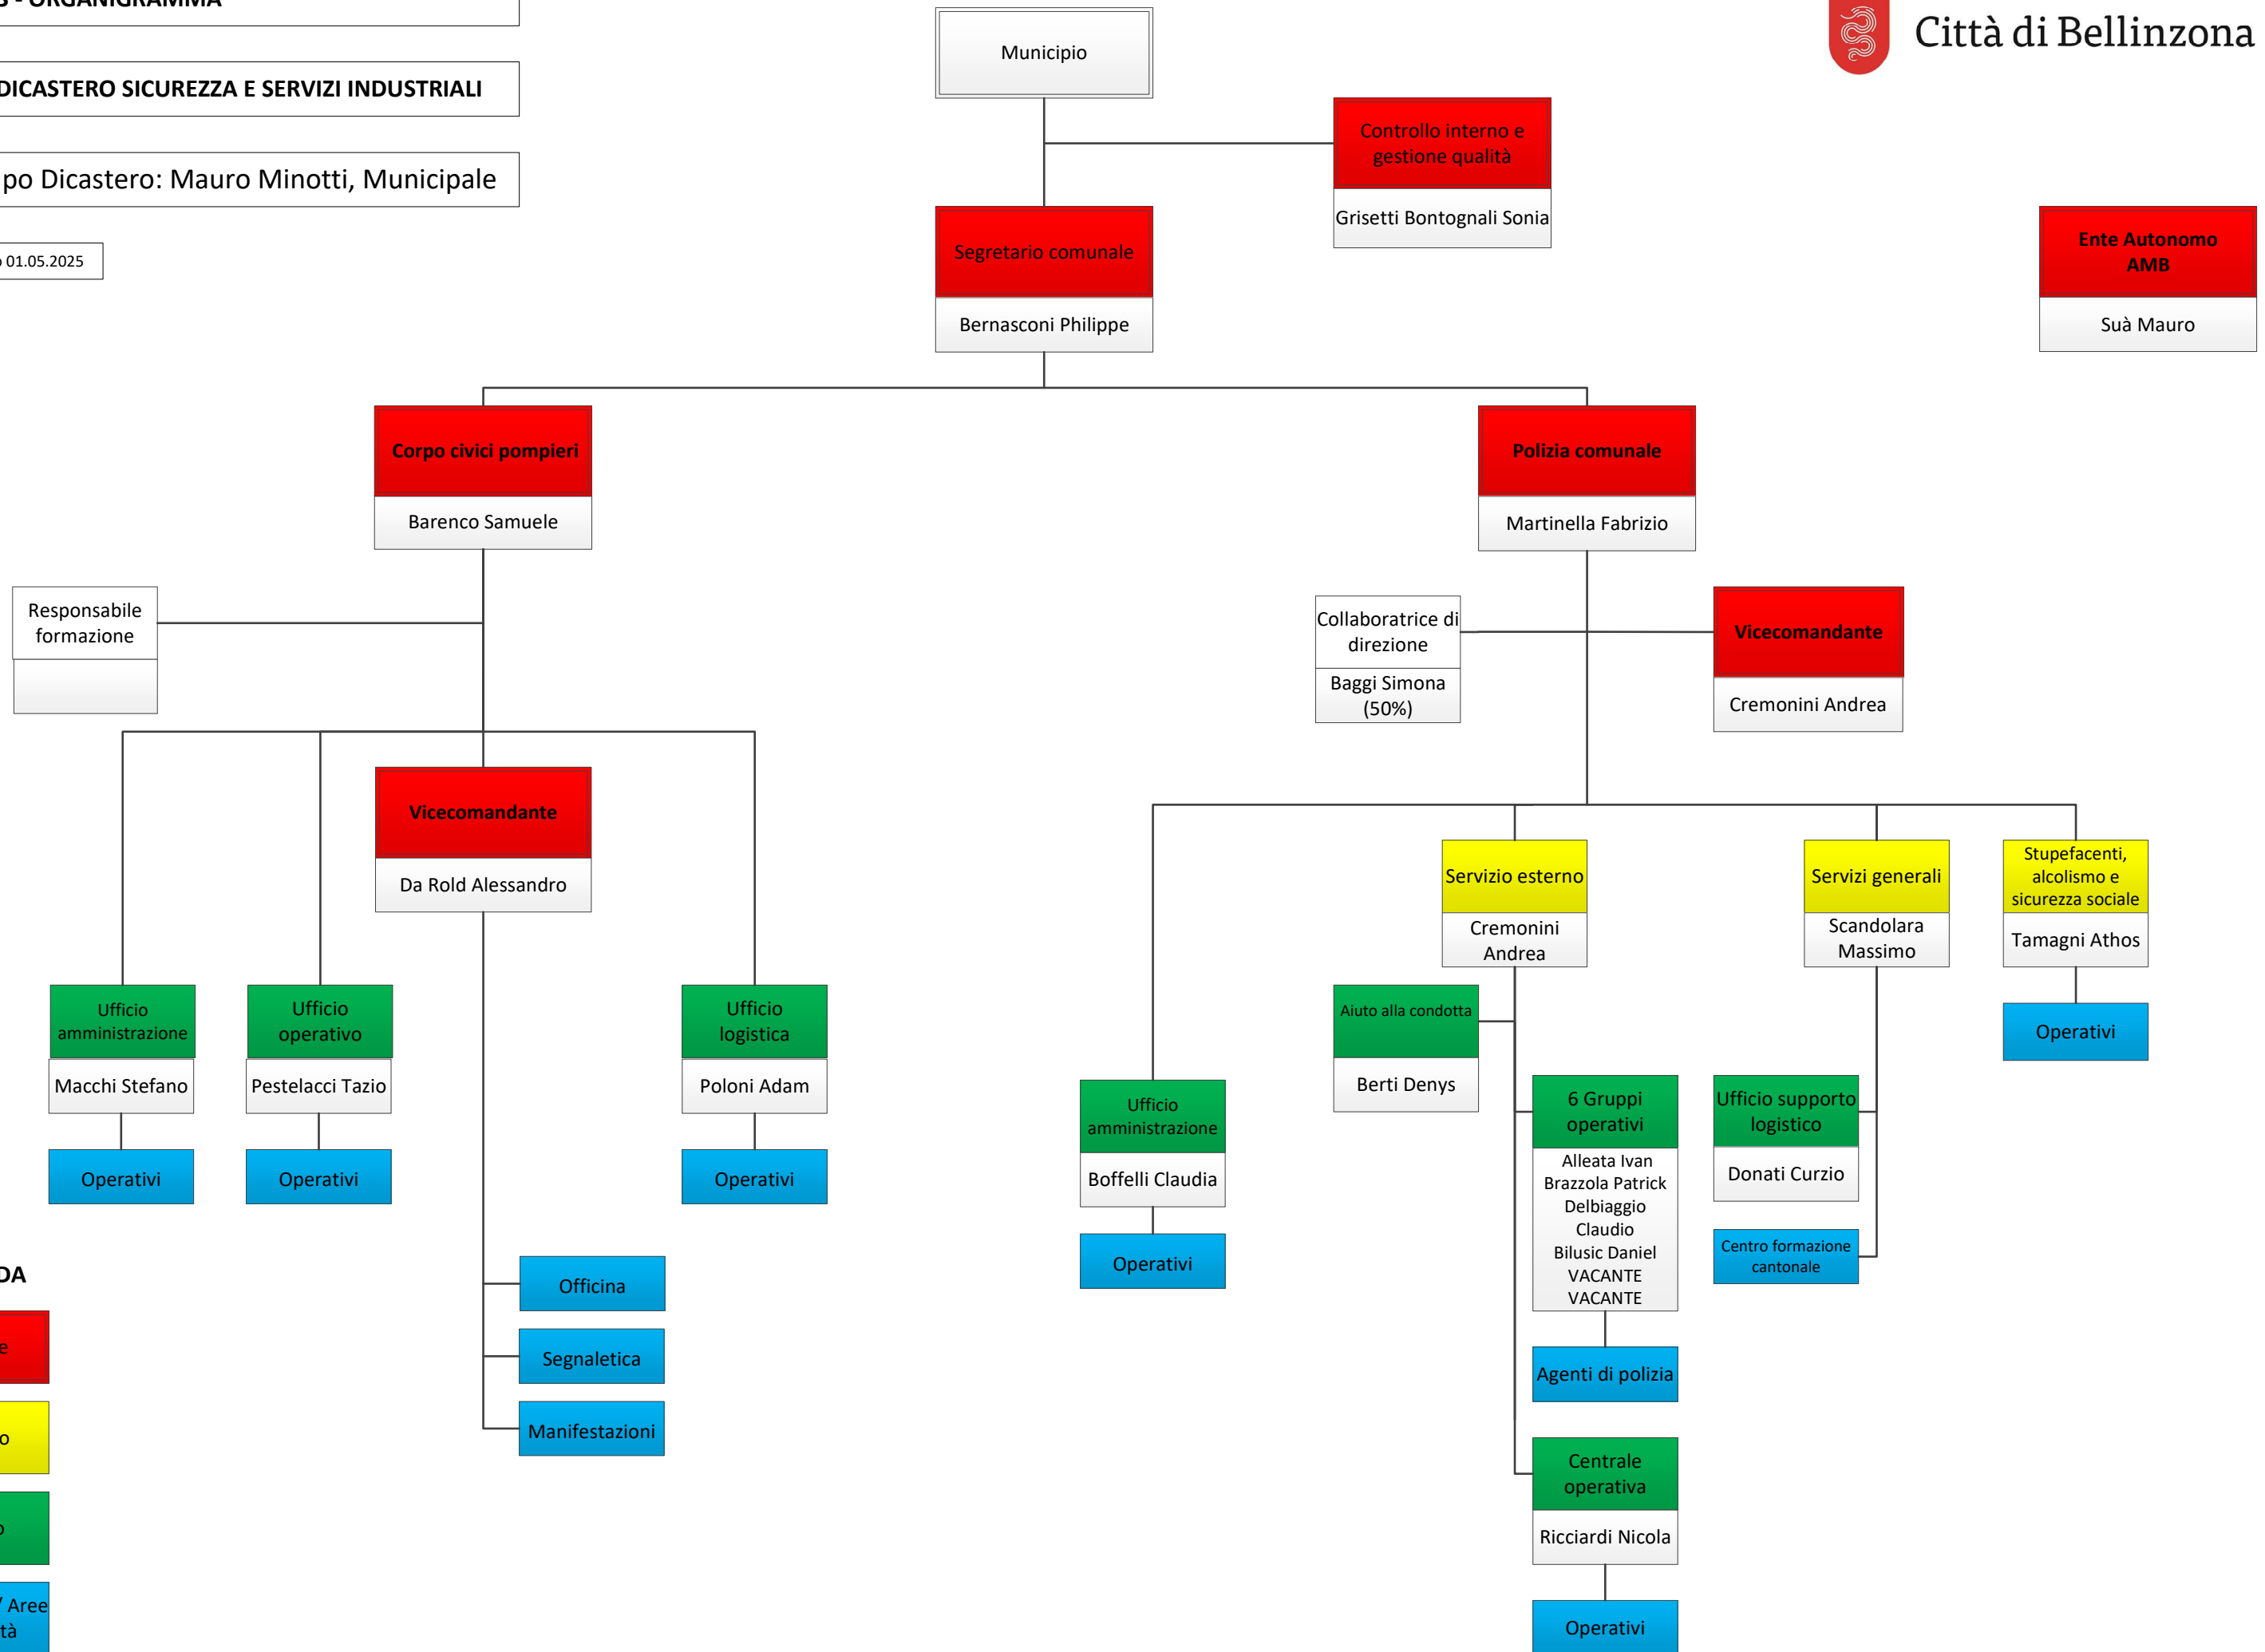 - ORGANIGRAMMA
DICASTERO SICUREZZA E SERVIZI INDUSTRIALI
po Dicastero: Mauro Minotti, Municipale
01.05.2025
Città di Bellinzona
Municipio
Controllo interno e
gestione qualità
Grisetti Bontognali Sonia
Segretario comunale
Bernasconi Philippe
Ente Autonomo
AMB
Suà Mauro
Corpo civici pompieri
Barenco Samuele
Polizia comunale
Martinella Fabrizio
Responsabile
formazione
Collaboratrice di
direzione
Baggi Simona
(50%)
Vicecomandante
Cremonini Andrea
Vicecomandante
Da Rold Alessandro
Servizio esterno
Cremonini
Andrea
Servizi generali
Scandolara
Massimo
Stupefacenti,
alcolismo e
sicurezza sociale
Tamagni Athos
Operativi
Ufficio
amministrazione
Macchi Stefano
Operativi
Ufficio
operativo
Pestelacci Tazio
Operativi
Ufficio
logistica
Poloni Adam
Operativi
Officina
Segnaletica
Manifestazioni
Ufficio
amministrazione
Boffelli Claudia
Operativi
Aiuto alla condotta
Berti Denys
6 Gruppi
operativi
Alleata Ivan
Brazzola Patrick
Delbiaggio
Claudio
Bilusic Daniel
VACANTE
VACANTE
Agenti di polizia
Centrale
operativa
Ricciardi Nicola
Operativi
Ufficio supporto
logistico
Donati Curzio
Centro formazione
cantonale
DA
e
o
o
/ Aree
tà